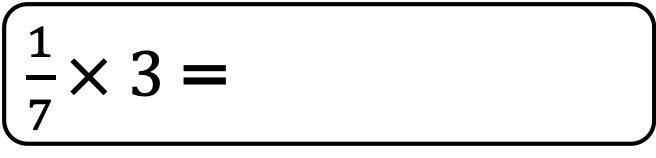 1/7 × 3 =